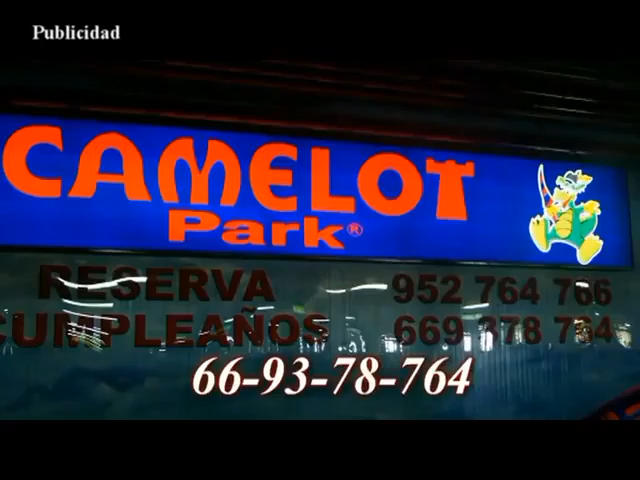 Publicidad
CAMELOT
Park®
RESERVA 952 764 766
CUMPLEAÑOS 669 378 764
66-93-78-764